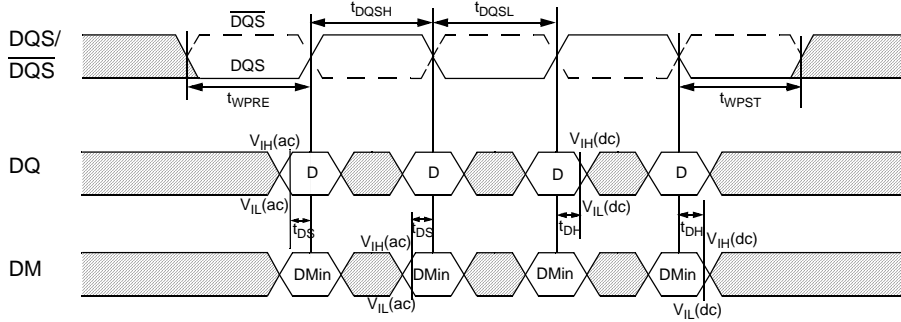 DQS
tDQSH
tDQSL
DQS/
DQS
DQS
tWPRE
tWPST
VIH(ac)
VIH(dc)
DQ
D
D
D
D
VIL(ac)
VIL(dc)
tDS
tDS
tDH
tDH
VIH(ac)
VIH(dc)
DM
DMin
DMin
DMin
DMin
VIL(ac)
VIL(dc)